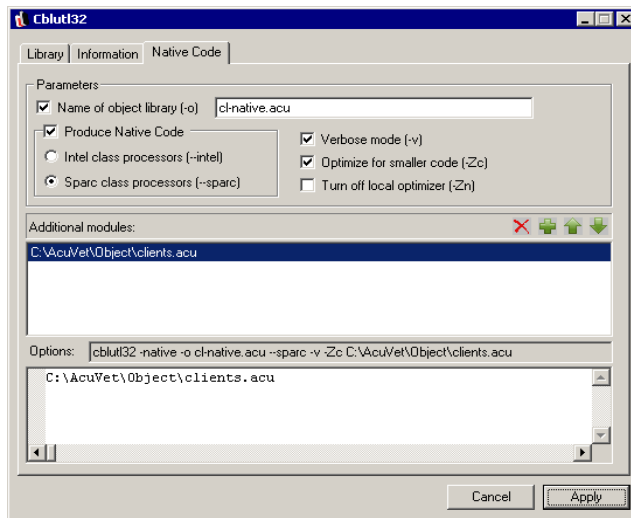 Cblutl32
Library Information Native Code
Parameters
Name of object library (-o) cl-native.acu
Produce Native Code
Verbose mode (-v)
Intel class processors (--intel)
Optimize for smaller code (-Zc)
Sparc class processors (--sparc)
Turn off local optimizer (-Zn)
Additional modules:
C:\AcuVet\Object\clients.acu
Options: cblutl32 -native -o cl-native.acu --sparc -v -Zc C:\AcuVet\Object\clients.acu
C:\AcuVet\Object\clients.acu
Cancel Apply